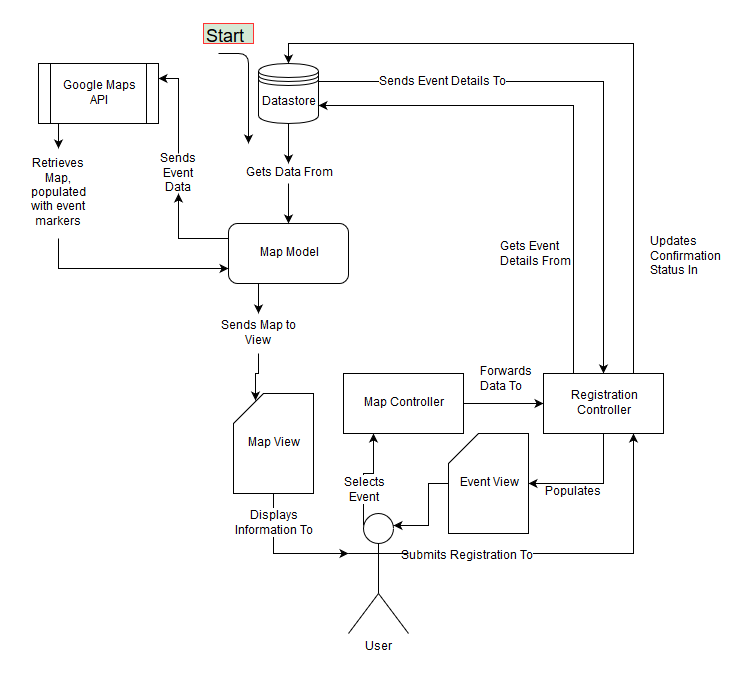 Start
Google Maps
API
Datastore
Sends Event Details To
Retrieves
Map,
populated
with event
markers
Sends
Event
Data
Gets Data From
Map Model
Gets Event
Details From
Updates
Confirmation
Status In
Sends Map to
View
Map View
Map Controller
Forwards
Data To
Registration
Controller
Selects
Event
Event View
Populates
Displays
Information To
Submits Registration To
User